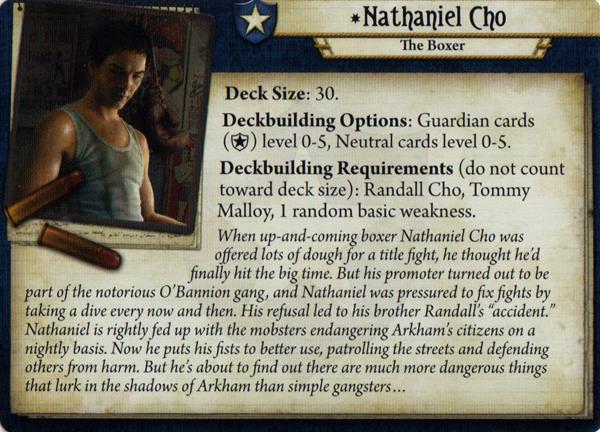 *Nathaniel Cho
The Boxer
Deck Size: 30.
Deckbuilding Options: Guardian cards
() level 0-5, Neutral cards level 0-5.
Deckbuilding Requirements (do not count
toward deck size): Randall Cho, Tommy
Malloy, 1 random basic weakness.
When up-and-coming boxer Nathaniel Cho was
offered lots of dough for a title fight, he thought he'd
finally hit the big time. But his promoter turned out to be
part of the notorious O'Bannion gang, and Nathaniel was pressured to fix fights by
taking a dive every now and then. His refusal led to his brother Randall's "accident."
Nathaniel is rightly fed up with the mobsters endangering Arkham's citizens on a
nightly basis. Now he puts his fists to better use, patrolling the streets and defending
others from harm. But he's about to find out there are much more dangerous things
that lurk in the shadows of Arkham than simple gangsters...